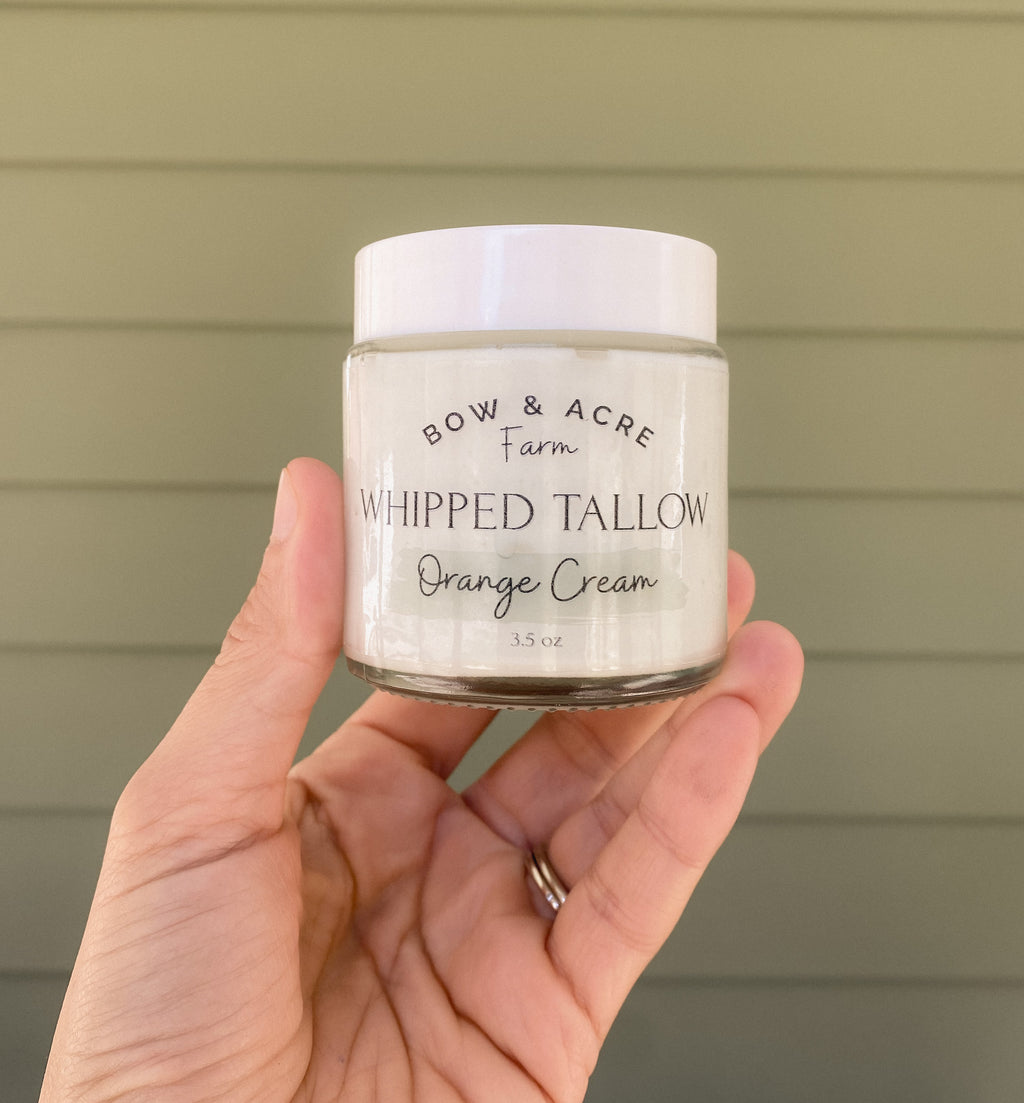 BOW & ACRE
Farm
WHIPPED TALLOW
Orange Cream
3.5 oz